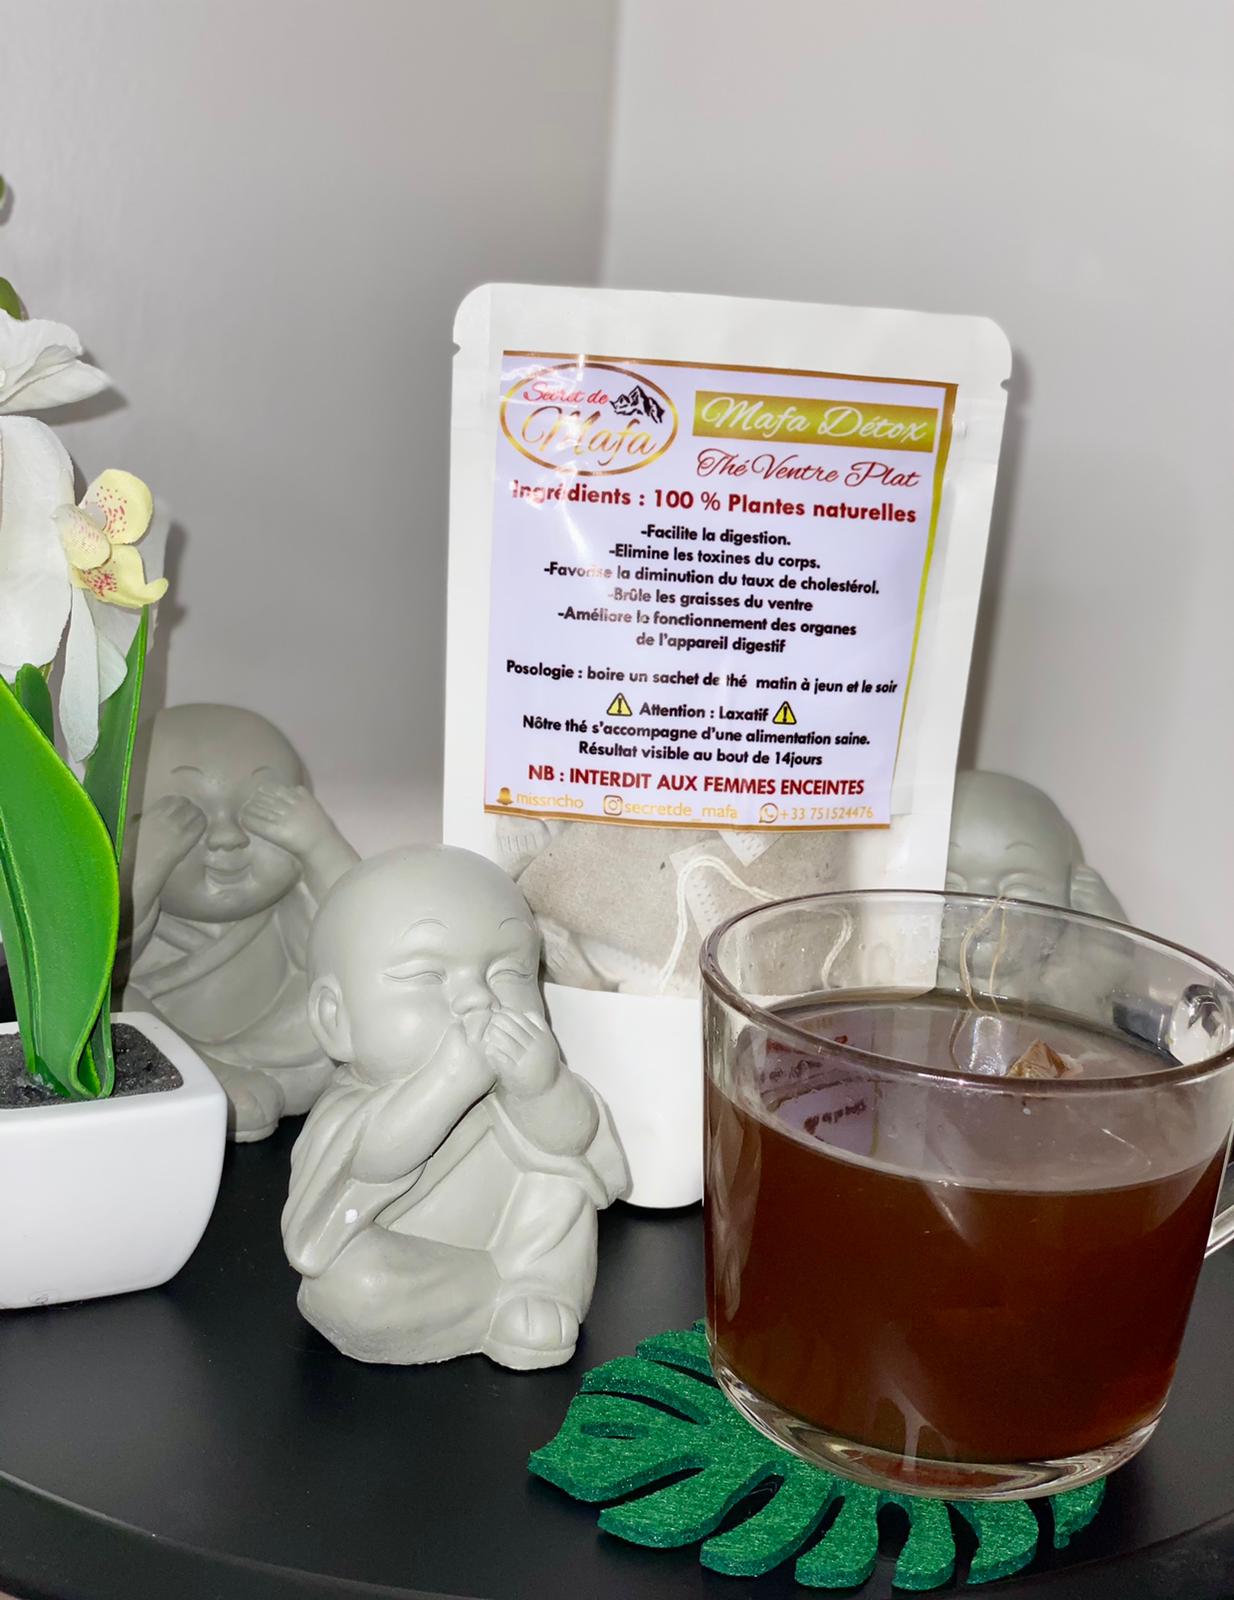 Secret de
Mafa
Mafa Détox
Thé Ventre Plat
Ingrédients : 100 % Plantes naturelles
-Facilite la digestion.
-Elimine les toxines du corps.
-Favorise la diminution du taux de cholestérol.
-Brûle les graisses du ventre
-Améliore le fonctionnement des organes
de l'appareil digestif
Posologie : boire un sachet de thé matin à jeun et le soir
Attention : Laxatif
Nôtre thé s'accompagne d'une alimentation saine.
Résultat visible au bout de 14jours
NB : INTERDIT AUX FEMMES ENCEINTES
missncho secretde_mafa +33 751524476